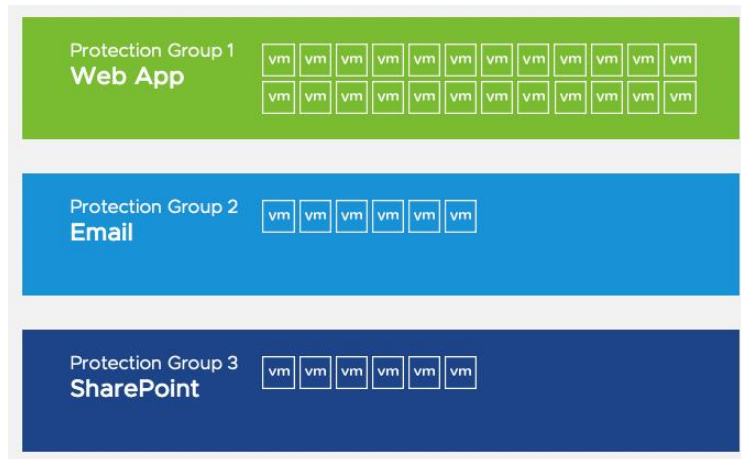 Protection Group 1
Web App
vm vm vm vm vm vm vm vm vm vm vm vm
vm vm vm vm vm vm vm vm vm vm vm vm
Protection Group 2
Email
vm vm vm vm vm vm
Protection Group 3
SharePoint
vm vm vm vm vm vm